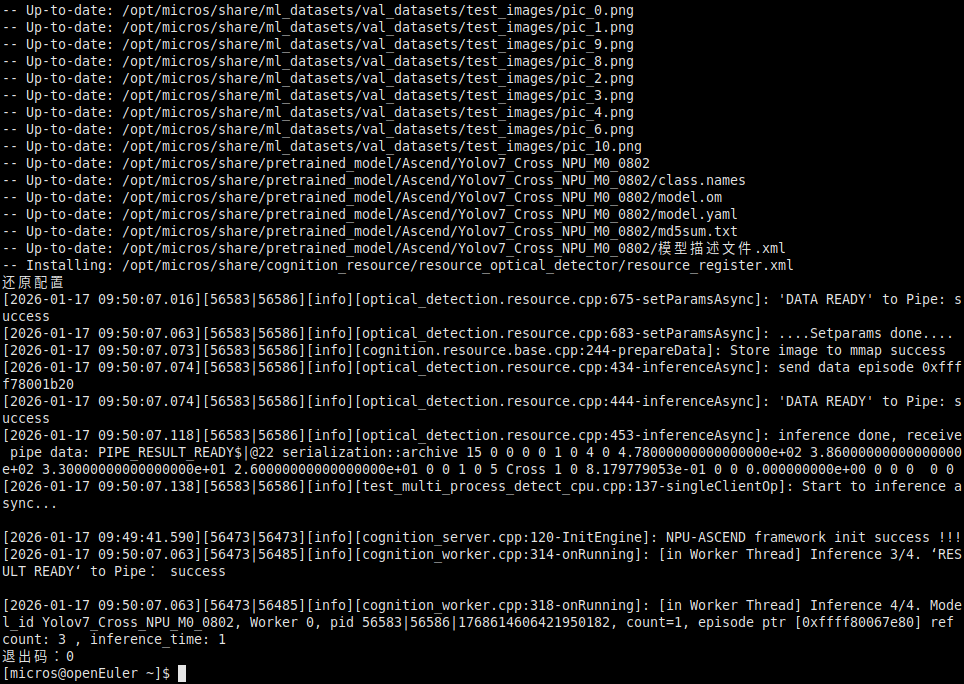 -- Up-to-date: /opt/micros/share/ml_datasets/val_datasets/test_images/pic_0.png
-- Up-to-date: /opt/micros/share/ml_datasets/val_datasets/test_images/pic_1.png
-- Up-to-date: /opt/micros/share/ml_datasets/val_datasets/test_images/pic_9.png
-- Up-to-date: /opt/micros/share/ml_datasets/val_datasets/test_images/pic_8.png
-- Up-to-date: /opt/micros/share/ml_datasets/val_datasets/test_images/pic_2.png
-- Up-to-date: /opt/micros/share/ml_datasets/val_datasets/test_images/pic_3.png
-- Up-to-date: /opt/micros/share/ml_datasets/val_datasets/test_images/pic_4.png
-- Up-to-date: /opt/micros/share/ml_datasets/val_datasets/test_images/pic_6.png
-- Up-to-date: /opt/micros/share/ml_datasets/val_datasets/test_images/pic_10.png
-- Up-to-date: /opt/micros/share/pretrained_model/Ascend/Yolov7_Cross_NPU_M0_0802
-- Up-to-date: /opt/micros/share/pretrained_model/Ascend/Yolov7_Cross_NPU_M0_0802/class.names
-- Up-to-date: /opt/micros/share/pretrained_model/Ascend/Yolov7_Cross_NPU_M0_0802/model.om
-- Up-to-date: /opt/micros/share/pretrained_model/Ascend/Yolov7_Cross_NPU_M0_0802/model.yaml
-- Up-to-date: /opt/micros/share/pretrained_model/Ascend/Yolov7_Cross_NPU_M0_0802/md5sum.txt
-- Up-to-date: /opt/micros/share/pretrained_model/Ascend/Yolov7_Cross_NPU_M0_0802/模型描述文件.xml
-- Installing: /opt/micros/share/cognition_resource/resource_optical_detector/resource_register.xml
还原配置
[2026-01-17 09:50:07.016][56583|56586][info][optical_detection.resource.cpp:675-setParamsAsync]: 'DATA READY' to Pipe: s
uccess
[2026-01-17 09:50:07.063][56583|56586][info][optical_detection.resource.cpp:683-setParamsAsync]: ....Setparams done....
[2026-01-17 09:50:07.073][56583|56586][info][cognition.resource.base.cpp:244-prepareData]: Store image to mmap success
[2026-01-17 09:50:07.074][56583|56586][info][optical_detection.resource.cpp:434-inferenceAsync]: send data episode 0xfff
f78001b20
[2026-01-17 09:50:07.074][56583|56586][info][optical_detection.resource.cpp:444-inferenceAsync]: 'DATA READY' to Pipe: s
uccess
[2026-01-17 09:50:07.118][56583|56586][info][optical_detection.resource.cpp:453-inferenceAsync]: inference done, receive
 pipe data: PIPE_RESULT_READY$|@22 serialization::archive 15 0 0 0 0 1 0 4 0 4.78000000000000000e+02 3.86000000000000000
e+02 3.30000000000000000e+01 2.60000000000000000e+01 0 0 1 0 5 Cross 1 0 8.179779053e-01 0 0 0.000000000e+00 0 0 0  0 0
[2026-01-17 09:50:07.138][56583|56586][info][test_multi_process_detect_cpu.cpp:137-singleClientOp]: Start to inference a
sync...
[2026-01-17 09:49:41.590][56473|56473][info][cognition_server.cpp:120-InitEngine]: NPU-ASCEND framework init success !!!
[2026-01-17 09:50:07.063][56473|56485][info][cognition_worker.cpp:314-onRunning]: [in Worker Thread] Inference 3/4. ‘RES
ULT READY‘ to Pipe： success
[2026-01-17 09:50:07.063][56473|56485][info][cognition_worker.cpp:318-onRunning]: [in Worker Thread] Inference 4/4. Mode
l_id Yolov7_Cross_NPU_M0_0802, Worker 0, pid 56583|56586|1768614606421950182, count=1, episode ptr [0xffff80067e80] ref
count: 3 , inference_time: 1
退出码：0
[micros@openEuler ~]$